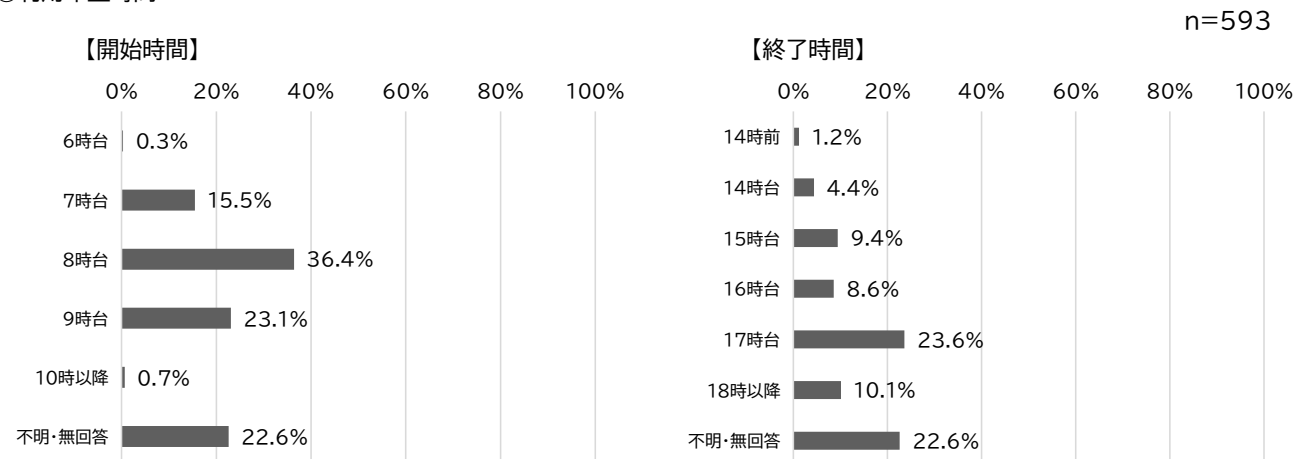 n=593
【開始時間】
0% 20% 40% 60% 80% 100%
6時台 0.3%
7時台 15.5%
8時台 36.4%
9時台 23.1%
10時以降 0.7%
不明・無回答 22.6%
【終了時間】
0% 20% 40% 60% 80% 100%
14時前 1.2%
14時台 4.4%
15時台 9.4%
16時台 8.6%
17時台 23.6%
18時以降 10.1%
不明・無回答 22.6%